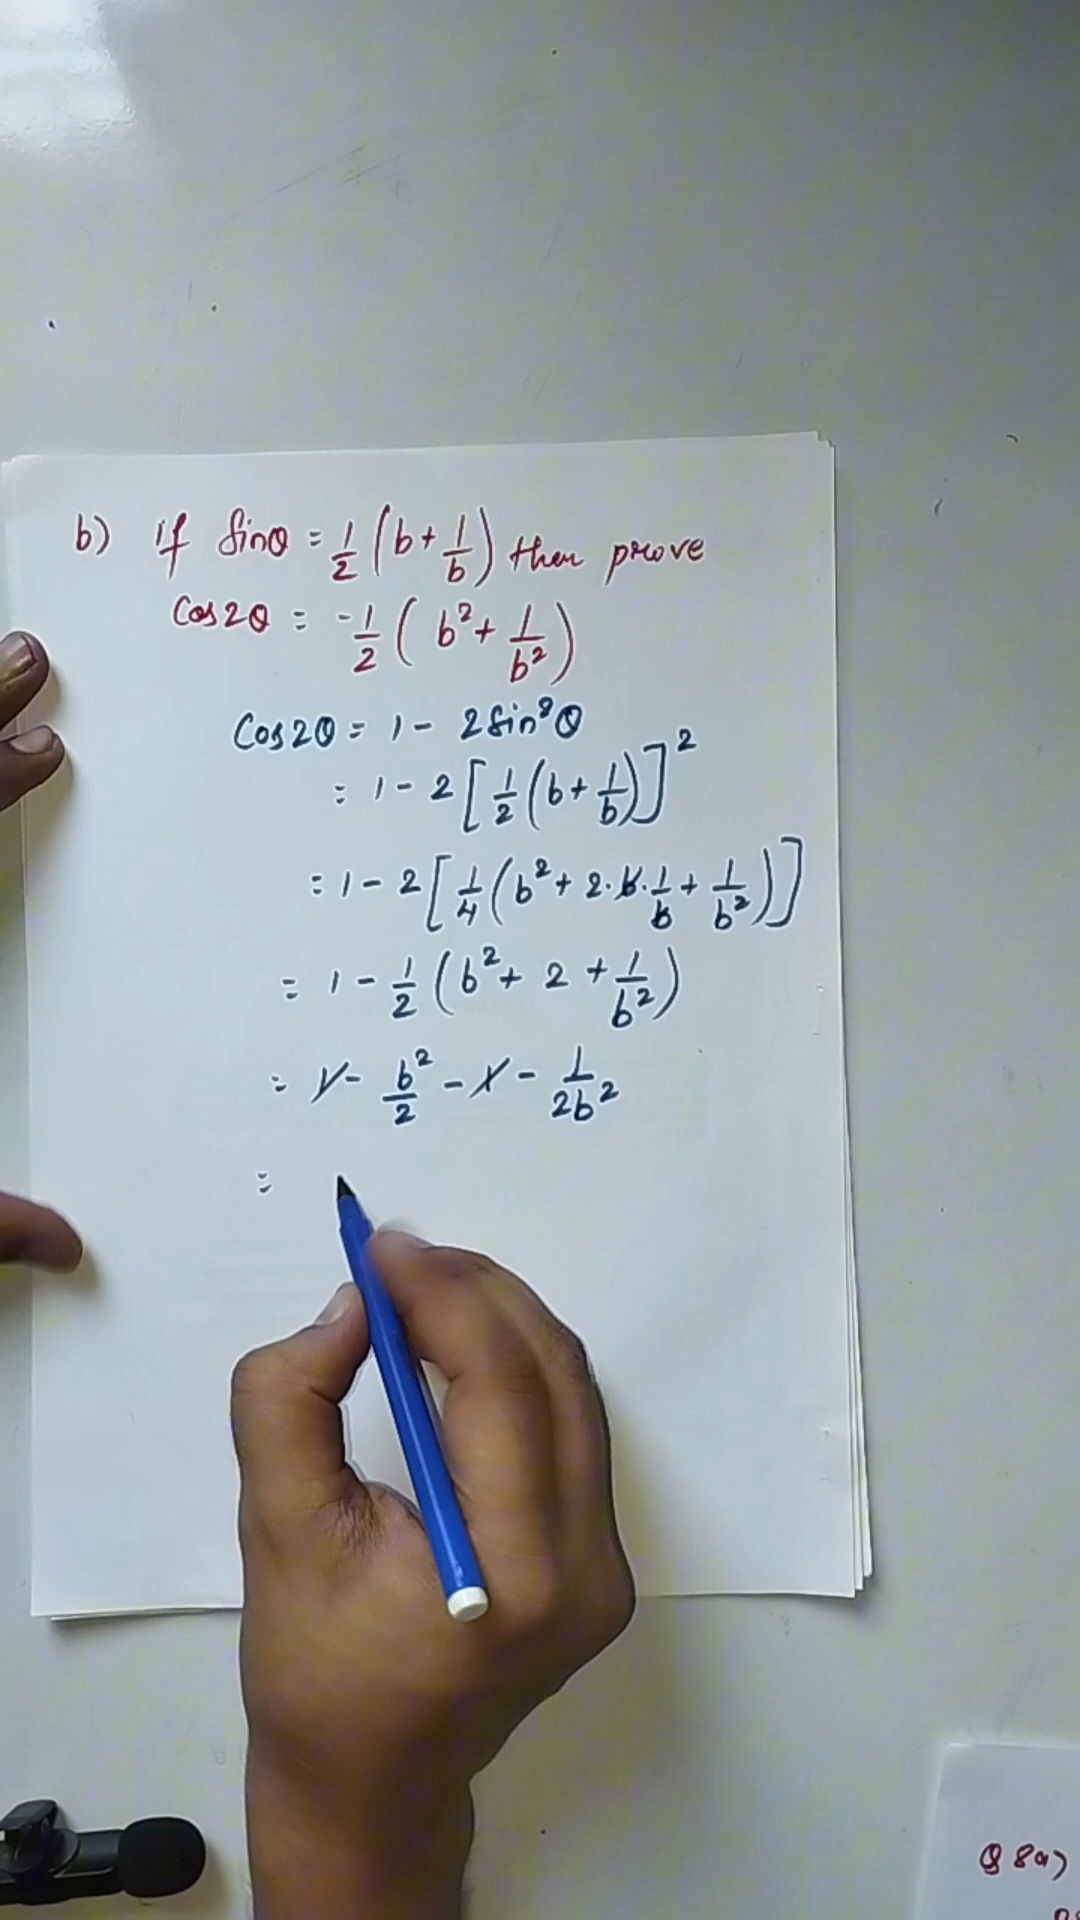 b) if Sinθ = 1/2 (b + 1/b) then prove
Cos2θ = -1/2 (b² + 1/b²)
Cos2θ = 1 - 2Sin²θ
= 1 - 2[1/2 (b + 1/b)]²
= 1 - 2[1/4 (b² + 2·b·1/b + 1/b²)]
= 1 - 1/2 (b² + 2 + 1/b²)
= 1 - b²/2 - 1 - 1/2b²
=
Q 8a)